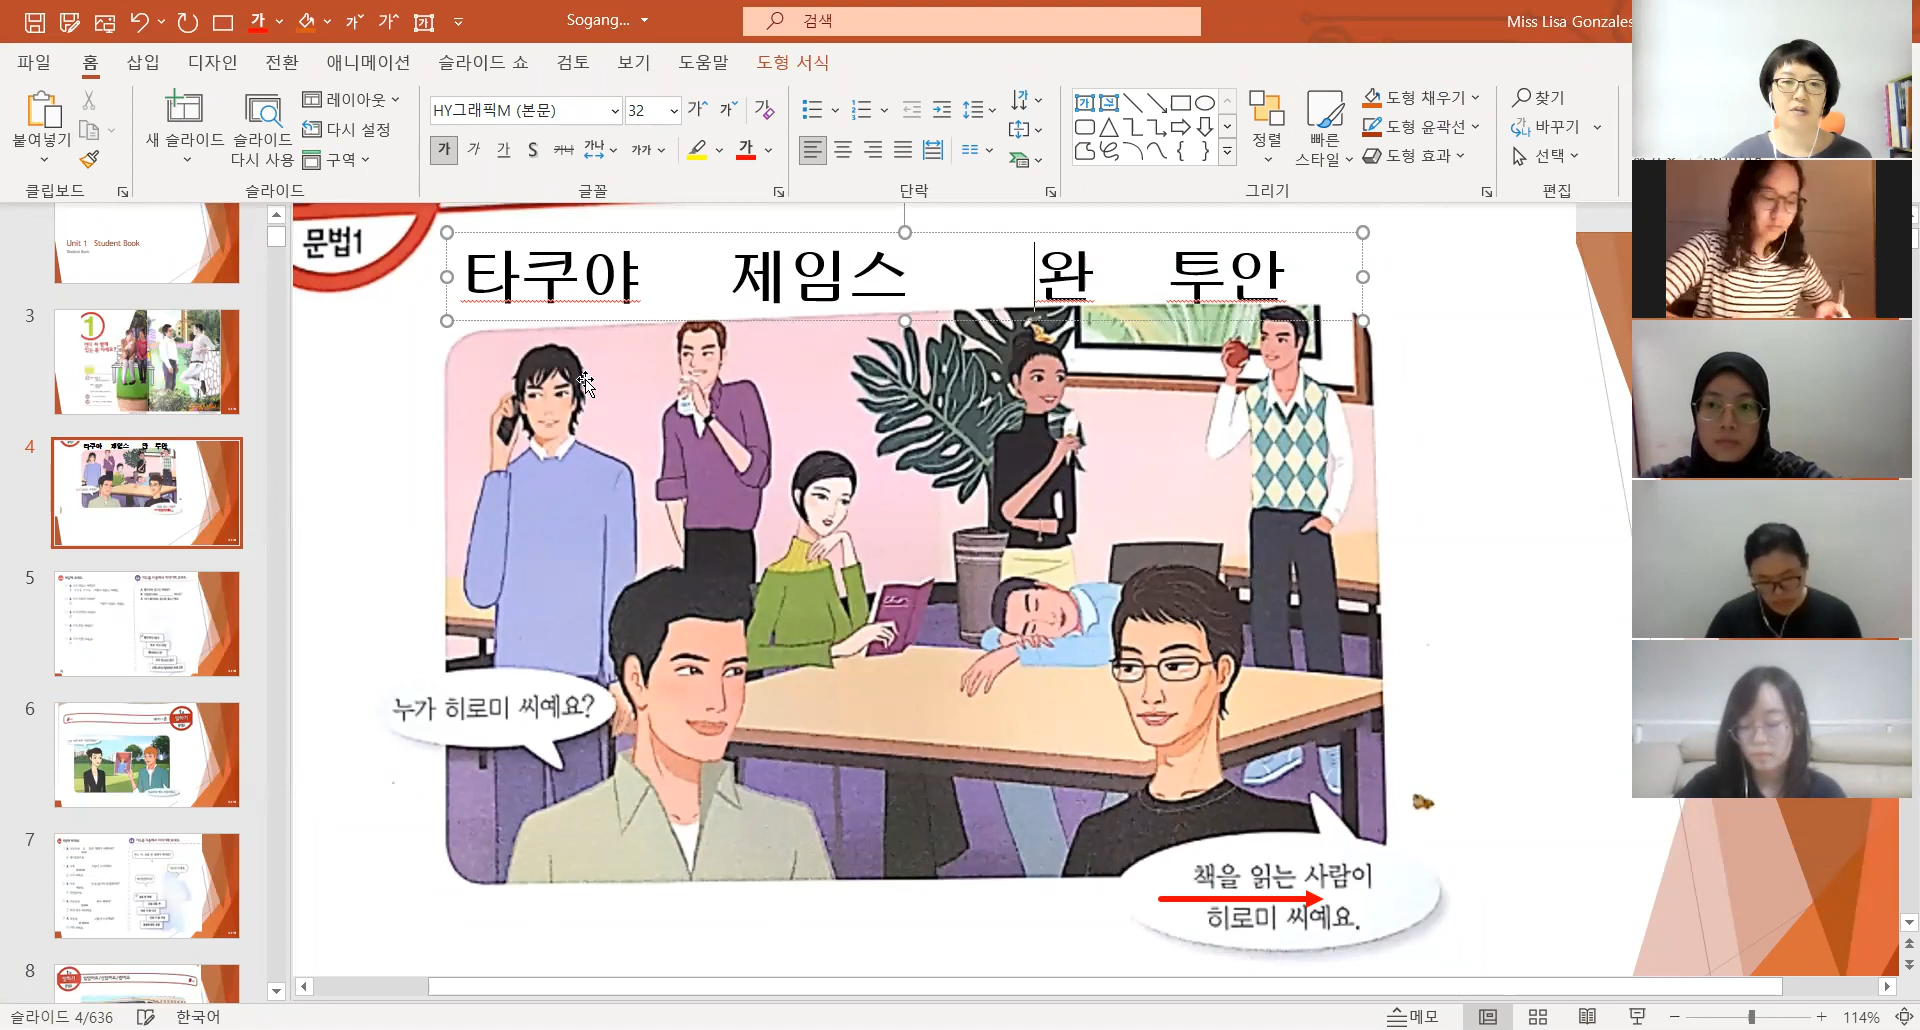 Sogang...
검색
Miss Lisa Gonzales
파일 홈 삽입 디자인 전환 애니메이션 슬라이드 쇼 검토 보기 도움말 도형 서식
붙여넣기
새 슬라이드
슬라이드 다시 사용
레이아웃
다시 설정
구역
HY그래픽M (본문) 32
정렬
빠른 스타일
도형 채우기
도형 윤곽선
도형 효과
찾기
바꾸기
선택
클립보드 슬라이드 글꼴 단락 그리기 편집
Unit 1 Student Book
3
4
5
6
7
8
문법1
타쿠야 제임스 완 투안
누가 히로미 씨예요?
책을 읽는 사람이
히로미 씨예요.
슬라이드 4/636 한국어 메모 114%